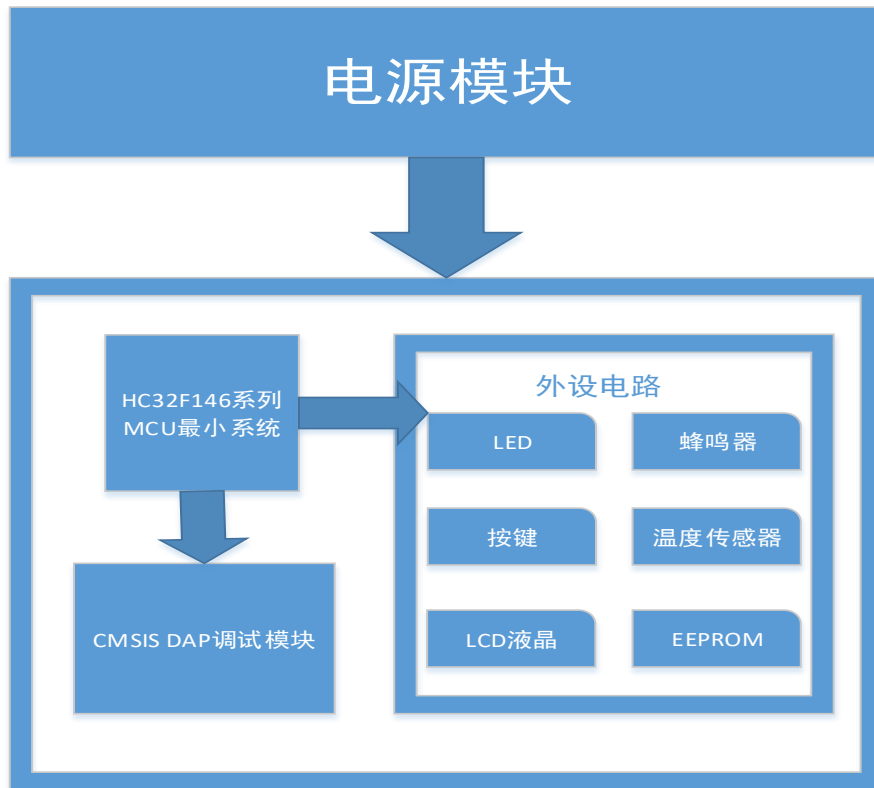 电源模块
HC32F146系列
MCU最小系统
外设电路
LED
蜂鸣器
按键
温度传感器
CMSIS DAP调试模块
LCD液晶
EEPROM